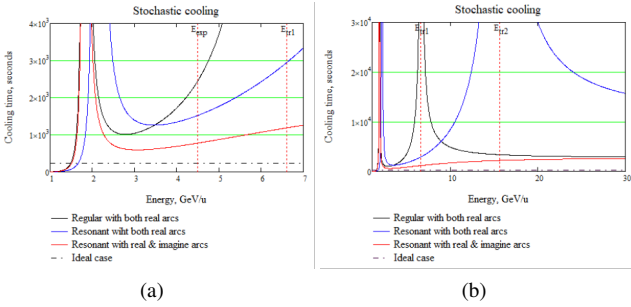 Stochastic cooling
Cooling time, seconds
4×10³
3×10³
2×10³
1×10³
0
E_exp
E_tr1
1 2 3 4 5 6 7
Energy, GeV/u
Regular with both real arcs
Resonant wiht both real arcs
Resonant with real & imagine arcs
Ideal case
(a)
Stochastic cooling
Cooling time, seconds
3×10⁴
2×10⁴
1×10⁴
0
E_tr1
E_tr2
10 20 30
Energy, GeV/u
Regular with both real arcs
Resonant with both real arcs
Resonant with real & imagine arcs
Ideal case
(b)